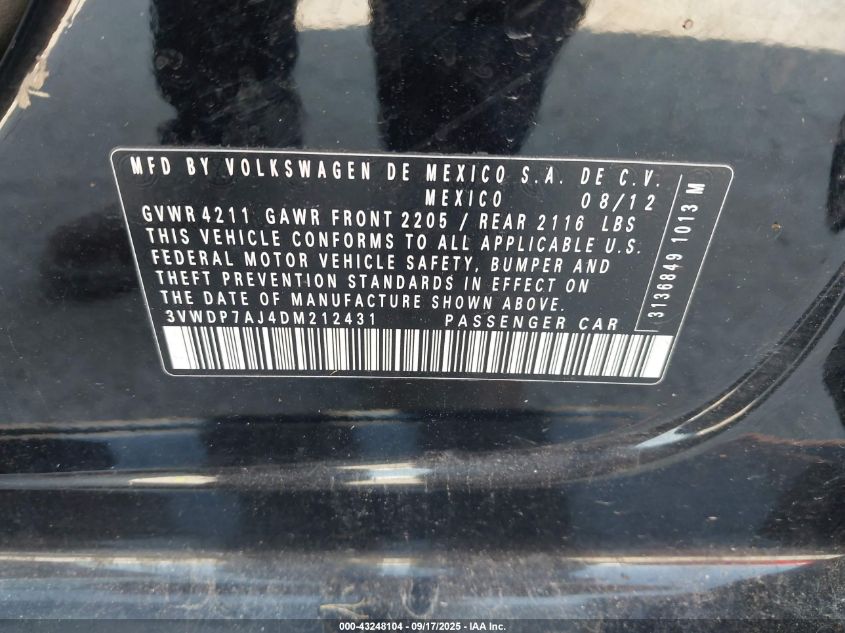 MFD BY VOLKSWAGEN DE MEXICO S.A. DE C.V.
MEXICO 08/12
GVWR 4211 GAWR FRONT 2205 / REAR 2116 LBS
THIS VEHICLE CONFORMS TO ALL APPLICABLE U.S.
FEDERAL MOTOR VEHICLE SAFETY, BUMPER AND
THEFT PREVENTION STANDARDS IN EFFECT ON
THE DATE OF MANUFACTURE SHOWN ABOVE.
3VWDP7AJ4DM212431 PASSENGER CAR
3136849 1013 M
000-43248104 - 09/17/2025 - IAA Inc.